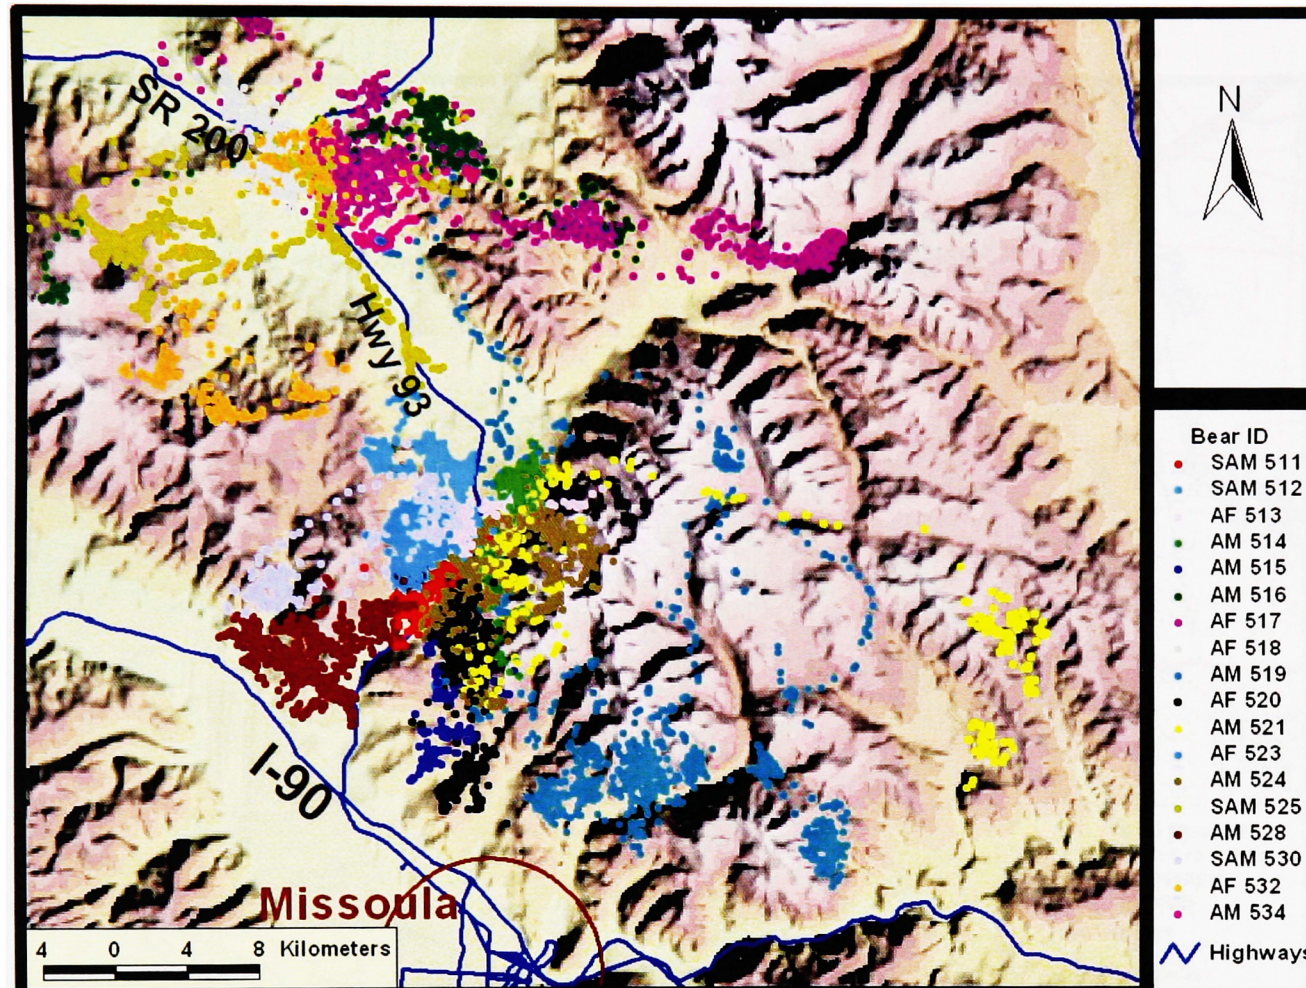 SR 200
Hwy 93
I-90
Missoula
4 0 4 8 Kilometers
N
Bear ID
SAM 511
SAM 512
AF 513
AM 514
AM 515
AM 516
AF 517
AF 518
AM 519
AF 520
AM 521
AF 523
AM 524
SAM 525
AM 528
SAM 530
AF 532
AM 534
Highways